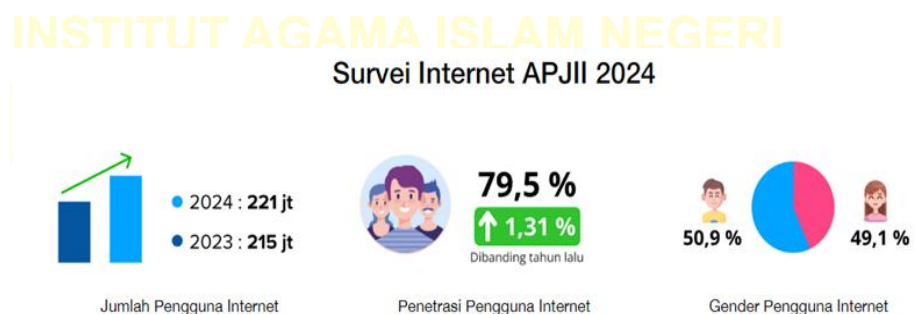 INSTITUT AGAMA ISLAM NEGERI
Survei Internet APJII 2024
2024 : 221 jt
2023 : 215 jt
Jumlah Pengguna Internet
79,5 %
1,31 %
Dibanding tahun lalu
Penetrasi Pengguna Internet
50,9 %
49,1 %
Gender Pengguna Internet